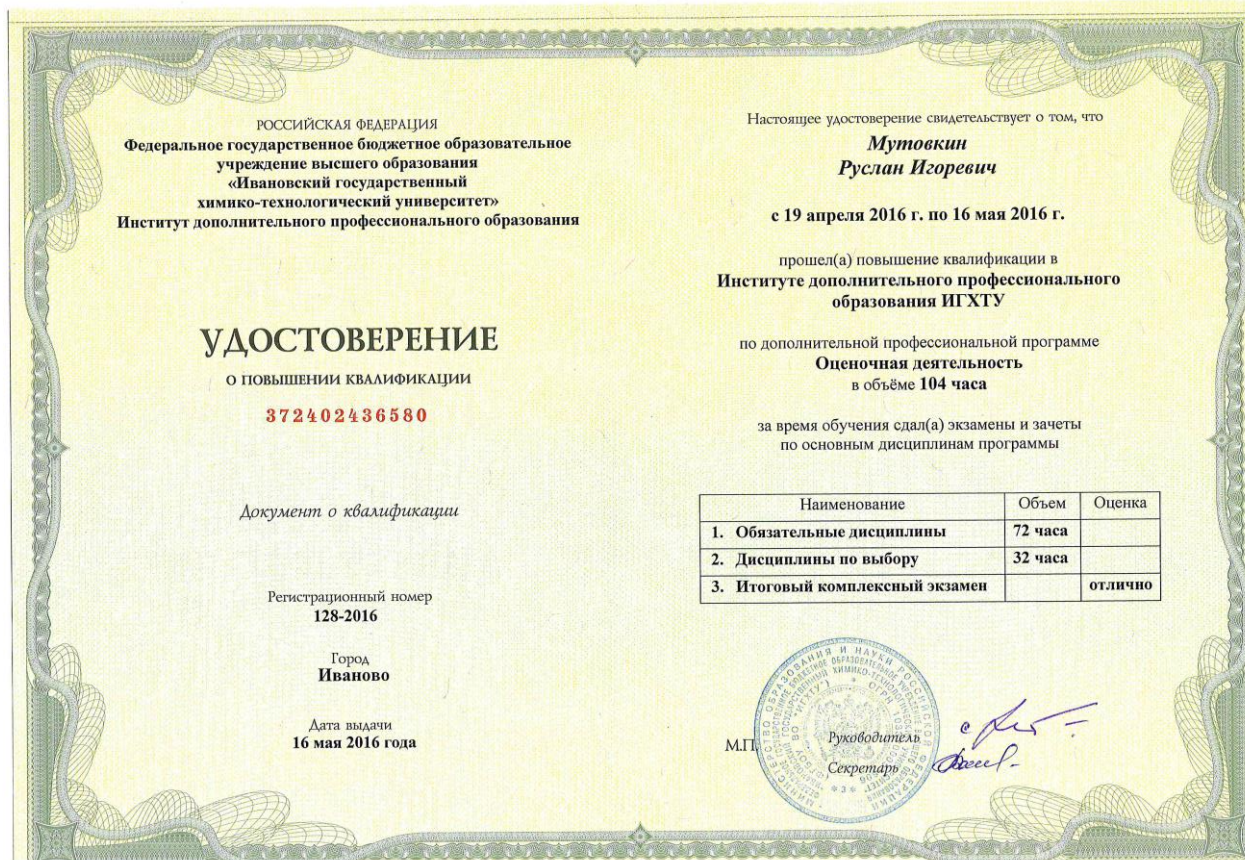 РОССИЙСКАЯ ФЕДЕРАЦИЯ
Федеральное государственное бюджетное образовательное
учреждение высшего образования
«Ивановский государственный
химико-технологический университет»
Институт дополнительного профессионального образования
УДОСТОВЕРЕНИЕ
О ПОВЫШЕНИИ КВАЛИФИКАЦИИ
372402436580
Документ о квалификации
Регистрационный номер
128-2016
Город
Иваново
Дата выдачи
16 мая 2016 года
Настоящее удостоверение свидетельствует о том, что
Мутовкин
Руслан Игоревич
с 19 апреля 2016 г. по 16 мая 2016 г.
прошел(а) повышение квалификации в
Институте дополнительного профессионального
образования ИГХТУ
по дополнительной профессиональной программе
Оценочная деятельность
в объёме 104 часа
за время обучения сдал(а) экзамены и зачеты
по основным дисциплинам программы
Наименование Объем Оценка
1. Обязательные дисциплины 72 часа
2. Дисциплины по выбору 32 часа
3. Итоговый комплексный экзамен отлично
МИНИСТЕРСТВО ОБРАЗОВАНИЯ И НАУКИ РОССИЙСКОЙ ФЕДЕРАЦИИ
М.П.
Руководитель
Секретарь